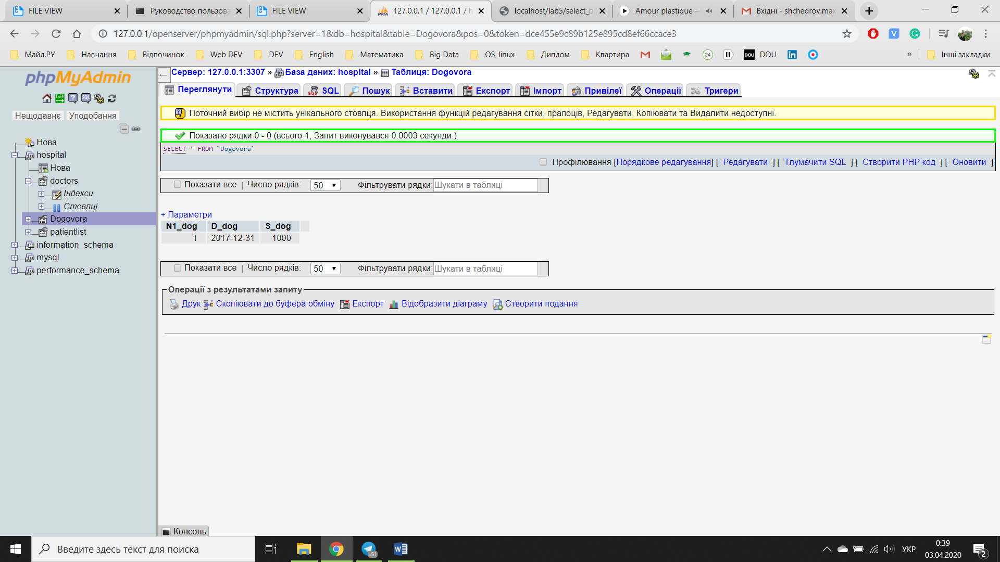 FILE VIEW
Руководство пользова
FILE VIEW
127.0.0.1 / 127.0.0.1 / h
localhost/lab5/select_p
Amour plastique —
Вхідні - shchedrov.max
127.0.0.1/openserver/phpmyadmin/sql.php?server=1&db=hospital&table=Dogovora&pos=0&token=dce455e9c89b125e895cd8ef66ccace3
Майл.РУ Навчання Відпочинок Web DEV DEV English Математика Big Data OS_linux Диплом Квартира 24 DOU DOU » Інші закладки
phpMyAdmin
Нещодавнє Уподобання
Нова
hospital
Нова
doctors
Індекси
Стовпці
Dogovora
patientlist
information_schema
mysql
performance_schema
Сервер: 127.0.0.1:3307 » База даних: hospital » Таблиця: Dogovora
Переглянути Структура SQL Пошук Вставити Експорт Імпорт Привілеї Операції Тригери
Поточний вибір не містить унікального стовпця. Використання функцій редагування сітки, прапоців, Редагувати, Копіювати та Видалити недоступні.
Показано рядки 0 - 0 (всього 1, Запит виконувався 0.0003 секунди.)
SELECT * FROM `Dogovora`
Профілювання [Порядкове редагування] [ Редагувати ] [ Тлумачити SQL ] [ Створити PHP код ] [ Оновити ]
Показати все | Число рядків: 50 Фільтрувати рядки: Шукати в таблиці
+ Параметри
N1_dog D_dog S_dog
1 2017-12-31 1000
Показати все | Число рядків: 50 Фільтрувати рядки: Шукати в таблиці
Операції з результатами запиту
Друк Скопіювати до буфера обміну Експорт Відобразити діаграму Створити подання
Консоль
Введите здесь текст для поиска
51
УКР
0:39
03.04.2020
2